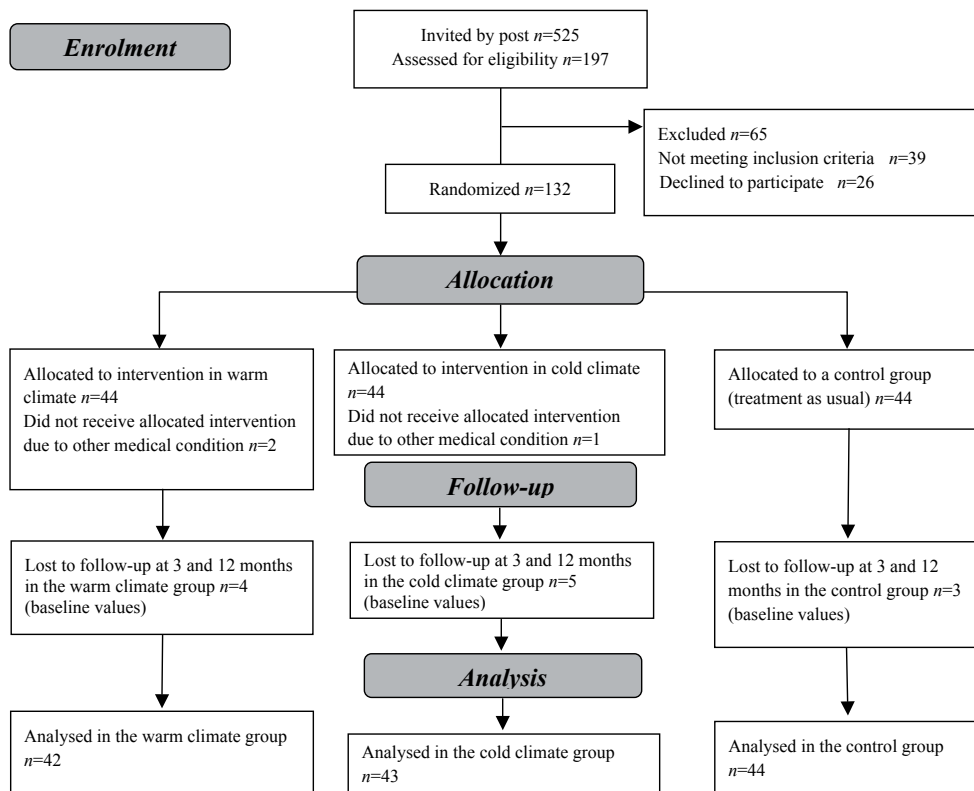 Enrolment
Invited by post n=525
Assessed for eligibility n=197
Excluded n=65
Not meeting inclusion criteria n=39
Declined to participate n=26
Randomized n=132
Allocation
Allocated to intervention in warm
climate n=44
Did not receive allocated intervention
due to other medical condition n=2
Allocated to intervention in cold climate
n=44
Did not receive allocated intervention
due to other medical condition n=1
Allocated to a control group
(treatment as usual) n=44
Follow-up
Lost to follow-up at 3 and 12 months
in the warm climate group n=4
(baseline values)
Lost to follow-up at 3 and 12 months
in the cold climate group n=5
(baseline values)
Lost to follow-up at 3 and 12
months in the control group n=3
(baseline values)
Analysis
Analysed in the warm climate group
n=42
Analysed in the cold climate group
n=43
Analysed in the control group
n=44